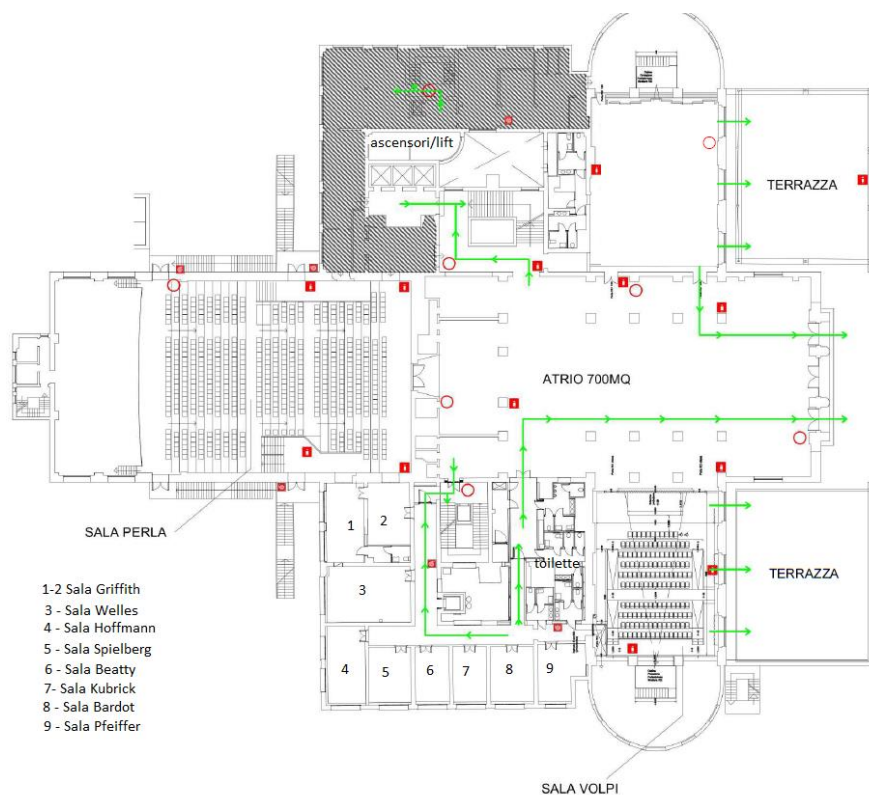 ascensori/lift
TERRAZZA
ATRIO 700MQ
SALA PERLA
1
2
3
4
5
6
7
8
9
toilette
TERRAZZA
1-2 Sala Griffith
3 - Sala Welles
4 - Sala Hoffmann
5 - Sala Spielberg
6 - Sala Beatty
7- Sala Kubrick
8 - Sala Bardot
9 - Sala Pfeiffer
SALA VOLPI